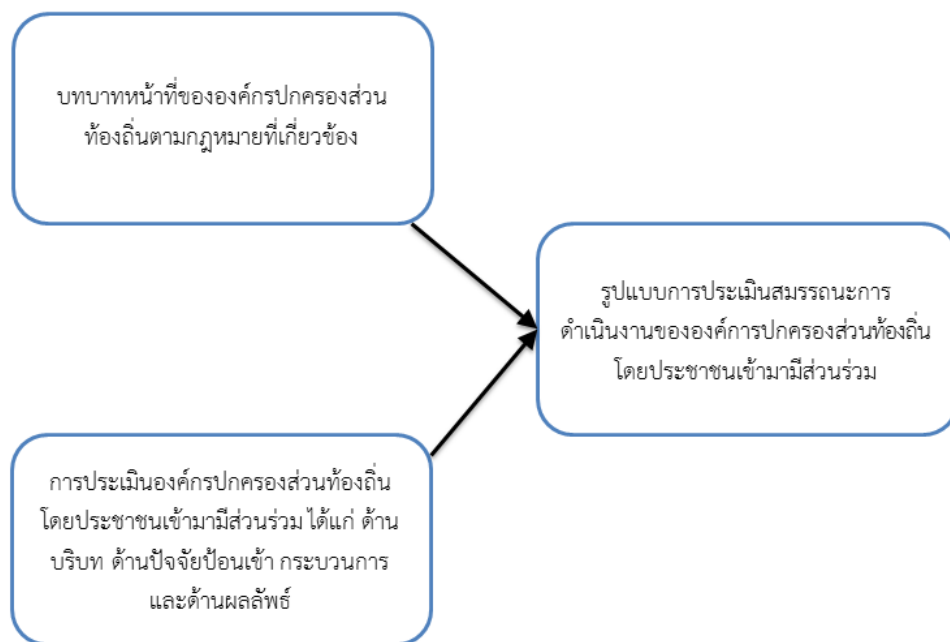 บทบาทหน้าที่ขององค์กรปกครองส่วน
ท้องถิ่นตามกฎหมายที่เกี่ยวข้อง
รูปแบบการประเมินสมรรถนะการ
ดำเนินงานขององค์การปกครองส่วนท้องถิ่น
โดยประชาชนเข้ามามีส่วนร่วม
การประเมินองค์กรปกครองส่วนท้องถิ่น
โดยประชาชนเข้ามามีส่วนร่วม ได้แก่ ด้าน
บริบท ด้านปัจจัยป้อนเข้า กระบวนการ
และด้านผลลัพธ์